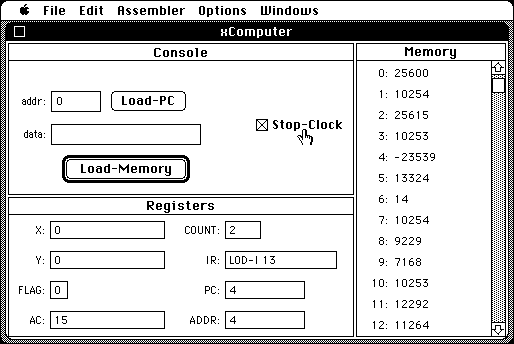 File Edit Assembler Options Windows
xComputer
Console
addr: 0 Load-PC
data:
Stop-Clock
Load-Memory
Registers
X: 0 COUNT: 2
Y: 0 IR: LOD-I 13
FLAG: 0 PC: 4
AC: 15 ADDR: 4
Memory
0: 25600
1: 10254
2: 25615
3: 10253
4: -23539
5: 13324
6: 14
7: 10254
8: 9229
9: 7168
10: 10253
11: 12292
12: 11264